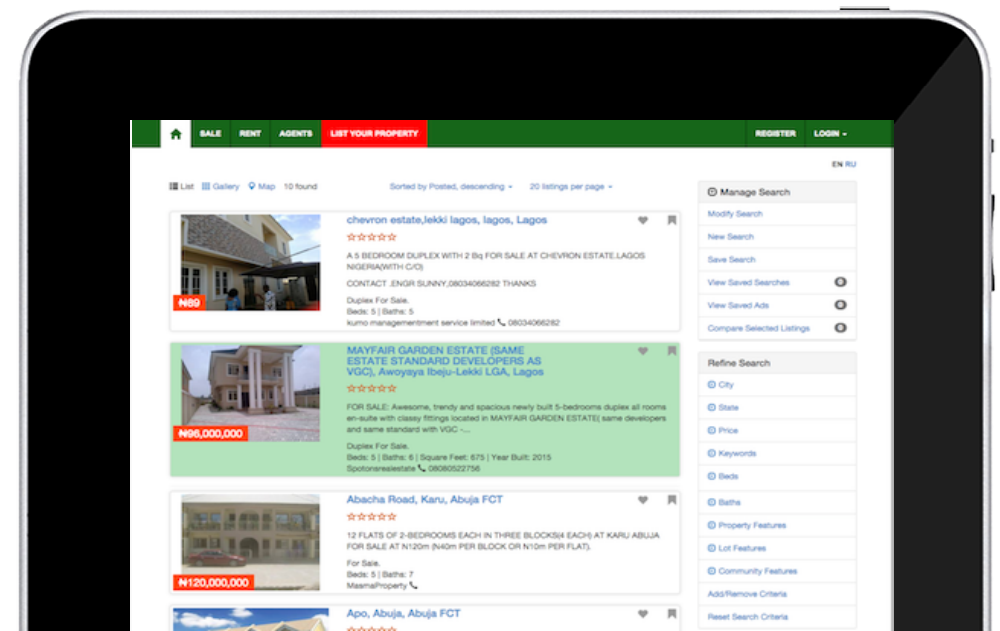 SALE RENT AGENTS LIST YOUR PROPERTY REGISTER LOGIN
EN RU
List Gallery Map 10 found Sorted by Posted, descending 20 listings per page
chevron estate,lekki lagos, lagos, Lagos
A 5 BEDROOM DUPLEX WITH 2 Bq FOR SALE AT CHEVRON ESTATE.LAGOS
NIGERIA(WITH C/O)
CONTACT .ENGR SUNNY,08034066282 THANKS
Duplex For Sale.
Beds: 5 | Baths: 5
kumo managementment service limited 08034066282
₦89
MAYFAIR GARDEN ESTATE (SAME
ESTATE STANDARD DEVELOPERS AS
VGC), Awoyaya Ibeju-Lekki LGA, Lagos
FOR SALE: Awesome, trendy and spacious newly built 5-bedrooms duplex all rooms
en-suite with classy fittings located in MAYFAIR GARDEN ESTATE( same developers
and same standard with VGC -...
Duplex For Sale.
Beds: 5 | Baths: 6 | Square Feet: 675 | Year Built: 2015
Spotonsrealestate 08080522756
₦96,000,000
Abacha Road, Karu, Abuja FCT
12 FLATS OF 2-BEDROOMS EACH IN THREE BLOCKS(4 EACH) AT KARU ABUJA
FOR SALE AT N120m (N40m PER BLOCK OR N10m PER FLAT).
For Sale.
Beds: 5 | Baths: 7
MasmaProperty
₦120,000,000
Apo, Abuja, Abuja FCT
Manage Search
Modify Search
New Search
Save Search
View Saved Searches 0
View Saved Ads 0
Compare Selected Listings 0
Refine Search
City
State
Price
Keywords
Beds
Baths
Property Features
Lot Features
Community Features
Add/Remove Criteria
Reset Search Criteria